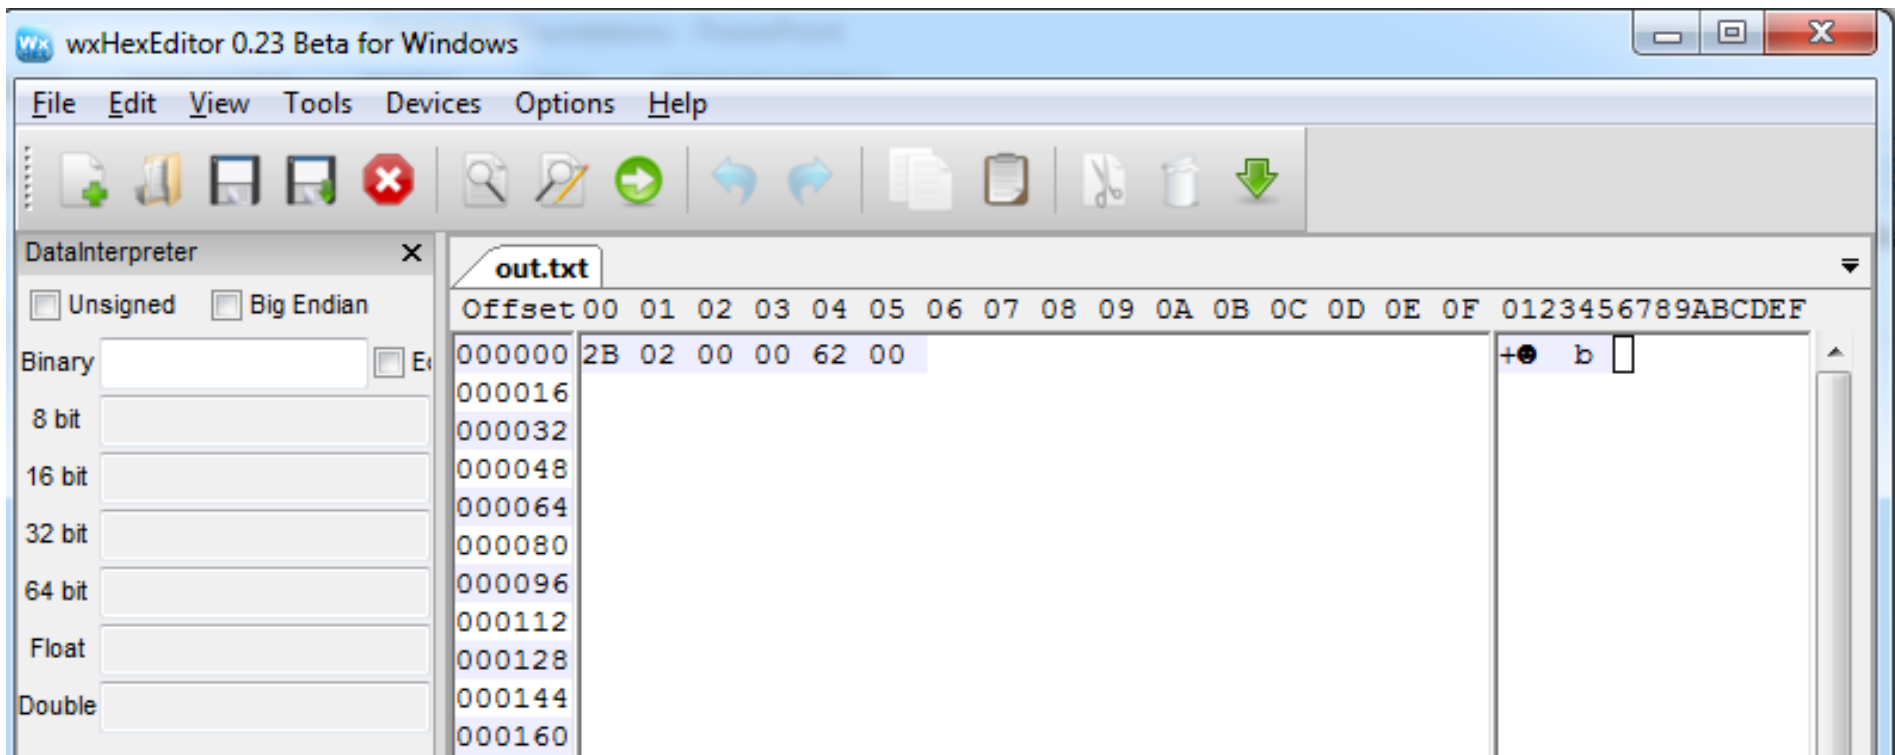 wxHexEditor 0.23 Beta for Windows
File Edit View Tools Devices Options Help
DataInterpreter
out.txt
Unsigned Big Endian
Offset 00 01 02 03 04 05 06 07 08 09 0A 0B 0C 0D 0E 0F 0123456789ABCDEF
Binary
000000 2B 02 00 00 62 00 +☻ b
000016
8 bit
000032
16 bit
000048
000064
32 bit
000080
64 bit
000096
000112
Float
000128
Double
000144
000160